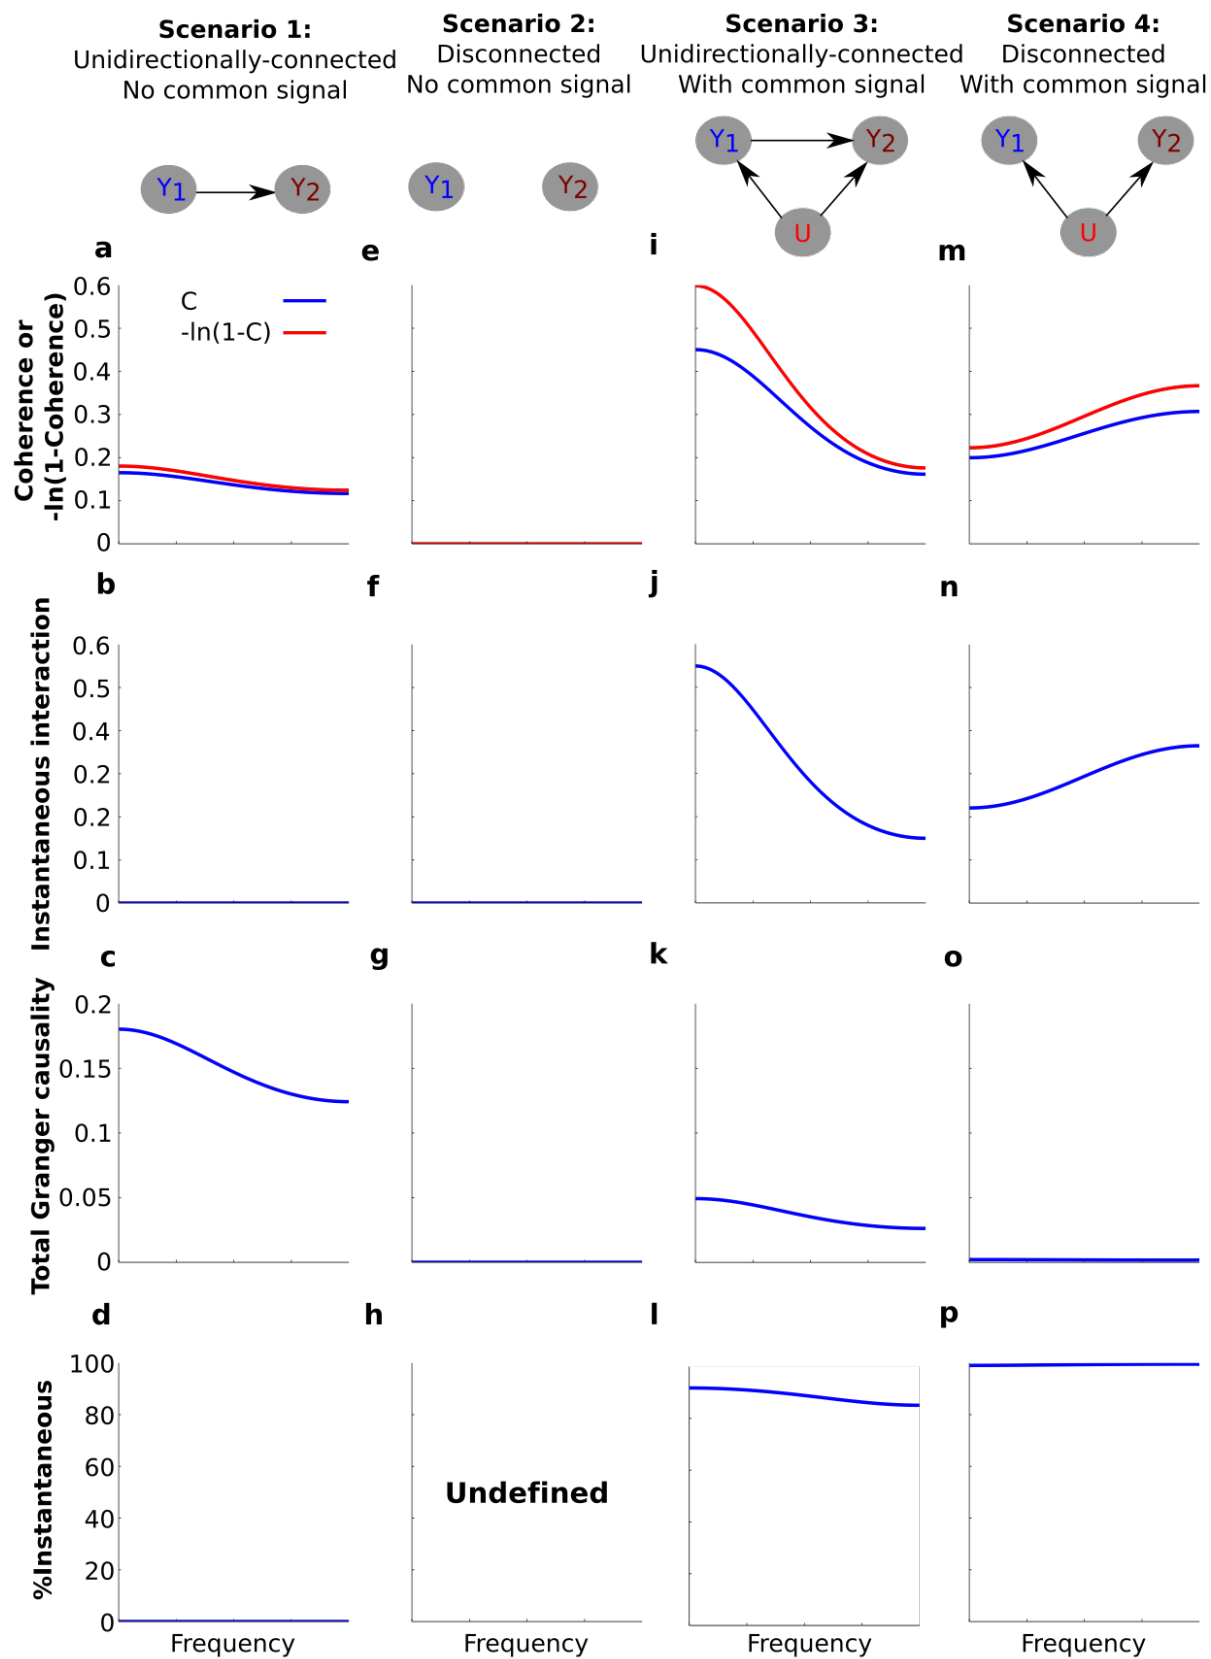 Scenario 1:
Unidirectionally-connected
No common signal
Scenario 2:
Disconnected
No common signal
Scenario 3:
Unidirectionally-connected
With common signal
Scenario 4:
Disconnected
With common signal
Y1
Y2
Y1
Y2
Y1
Y2
U
Y1
Y2
U
a
e
i
m
Coherence or
-ln(1-Coherence)
0.6
0.5
0.4
0.3
0.2
0.1
0
C
-ln(1-C)
b
f
j
n
Instantaneous interaction
0.6
0.5
0.4
0.2
0.2
0.1
0
c
g
k
o
Total Granger causality
0.2
0.15
0.1
0.05
0
d
h
l
p
%Instantaneous
100
80
60
40
20
0
Undefined
Frequency
Frequency
Frequency
Frequency